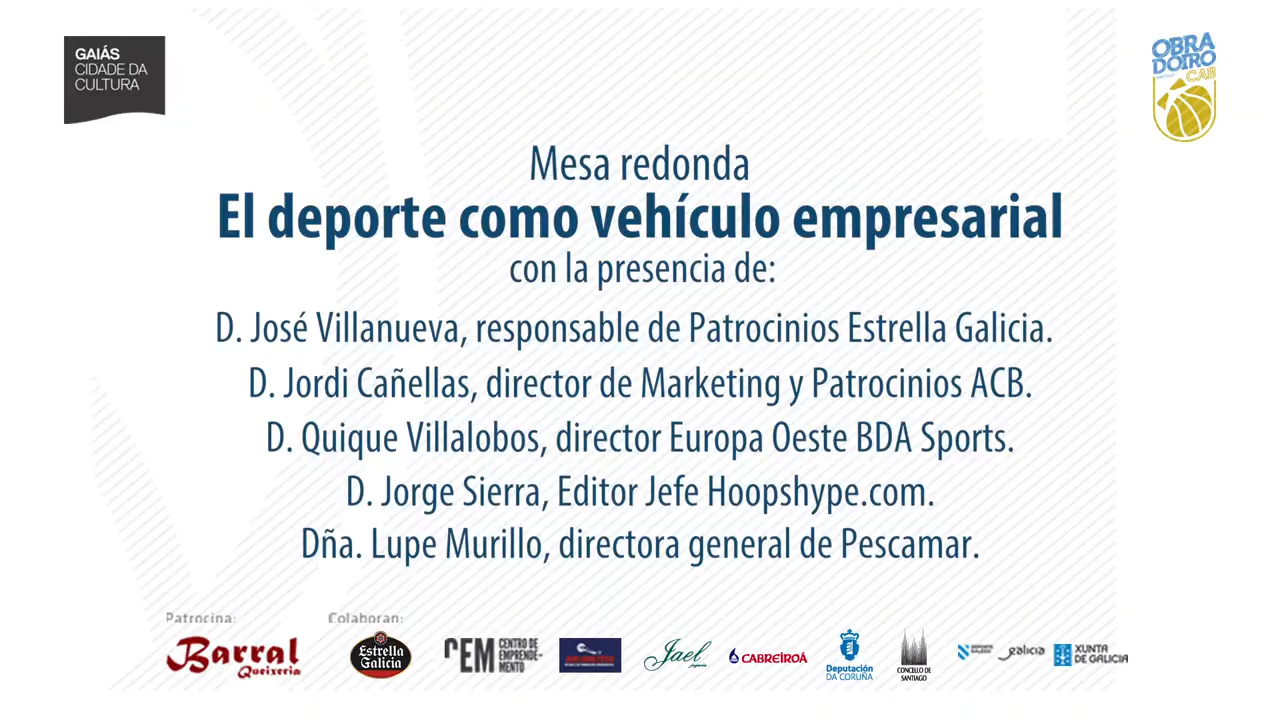 GAIÁS
CIDADE DA
CULTURA
OBRA
DOIRO
CAB
Mesa redonda
El deporte como vehículo empresarial
con la presencia de:
D. José Villanueva, responsable de Patrocinios Estrella Galicia.
D. Jordi Cañellas, director de Marketing y Patrocinios ACB.
D. Quique Villalobos, director Europa Oeste BDA Sports.
D. Jorge Sierra, Editor Jefe Hoopshype.com.
Dña. Lupe Murillo, directora general de Pescamar.
Patrocina:
Colaboran:
Barral
Queixería
Estrella
Galicia
CEM
CENTRO DE
EMPRENDE-
MENTO
Jael
CABREIROÁ
Deputación
DA CORUÑA
CONCELLO DE
SANTIAGO
DEPORTE
GALEGO
galicia
XUNTA
DE GALICIA